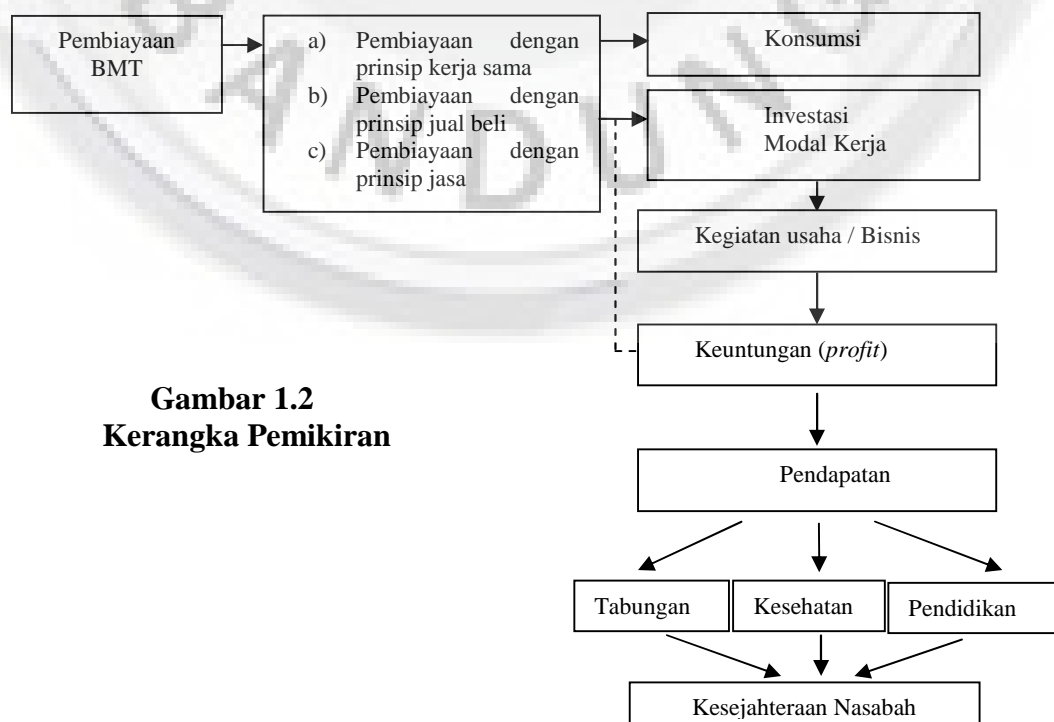 Pembiayaan
BMT
a) Pembiayaan dengan
prinsip kerja sama
b) Pembiayaan dengan
prinsip jual beli
c) Pembiayaan dengan
prinsip jasa
Konsumsi
Investasi
Modal Kerja
Kegiatan usaha / Bisnis
Keuntungan (profit)
Gambar 1.2
Kerangka Pemikiran
Pendapatan
Tabungan
Kesehatan
Pendidikan
Kesejahteraan Nasabah